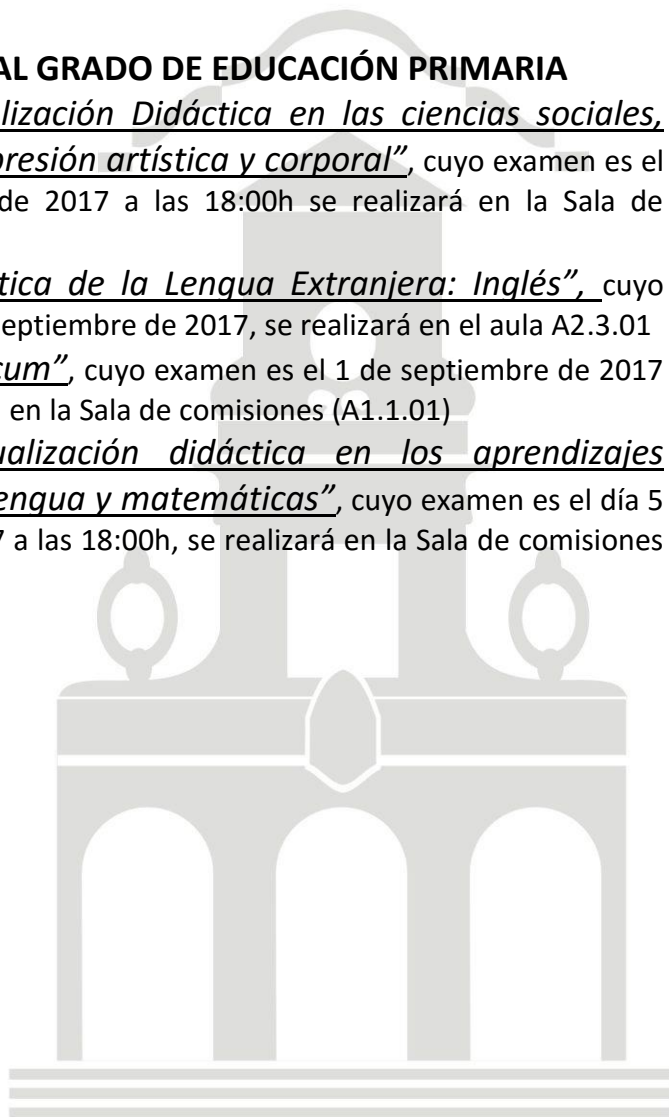 AL GRADO DE EDUCACIÓN PRIMARIA
lización Didáctica en las ciencias sociales,
presión artística y corporal”, cuyo examen es el
de 2017 a las 18:00h se realizará en la Sala de
tica de la Lengua Extranjera: Inglés”, cuyo
eptiembre de 2017, se realizará en el aula A2.3.01
cum”, cuyo examen es el 1 de septiembre de 2017
en la Sala de comisiones (A1.1.01)
ualización didáctica en los aprendizajes
engua y matemáticas”, cuyo examen es el día 5
7 a las 18:00h, se realizará en la Sala de comisiones